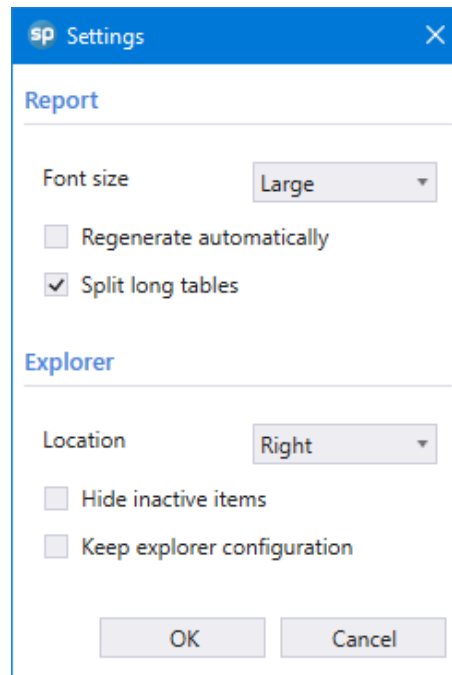 sp Settings
Report
Font size Large
Regenerate automatically
Split long tables
Explorer
Location Right
Hide inactive items
Keep explorer configuration
OK Cancel